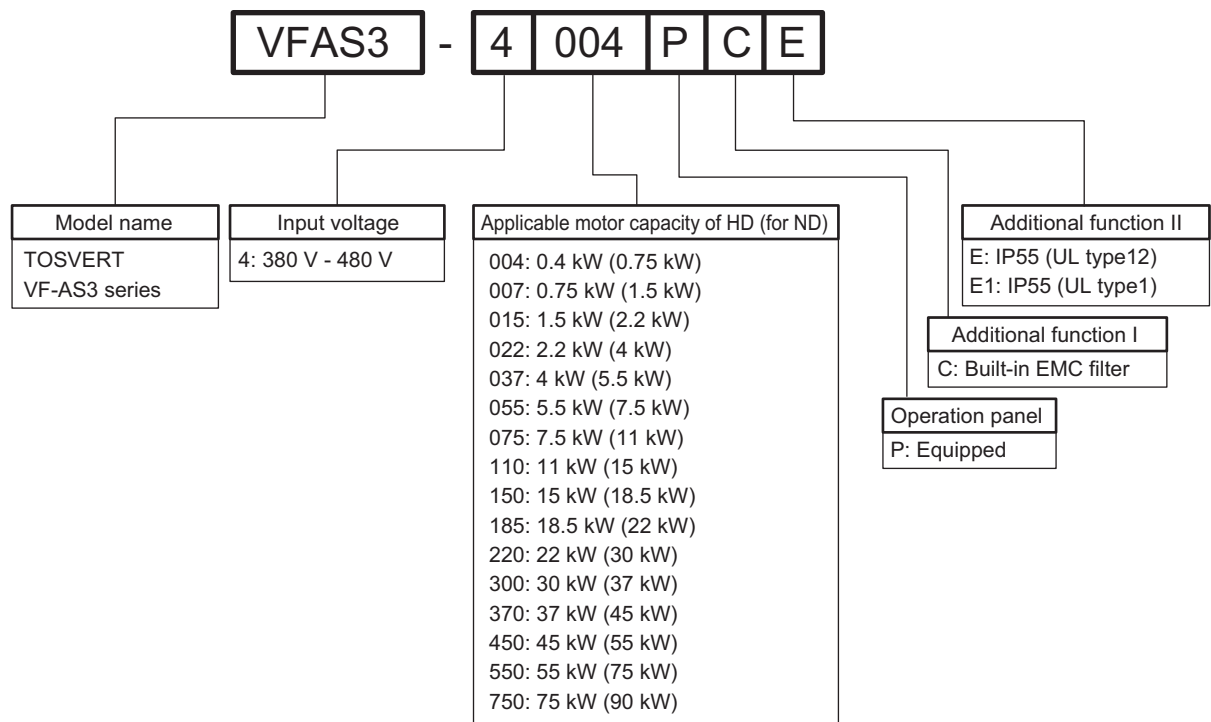 VFAS3 - 4 004 P C E
Model name
TOSVERT
VF-AS3 series
Input voltage
4: 380 V - 480 V
Applicable motor capacity of HD (for ND)
004: 0.4 kW (0.75 kW)
007: 0.75 kW (1.5 kW)
015: 1.5 kW (2.2 kW)
022: 2.2 kW (4 kW)
037: 4 kW (5.5 kW)
055: 5.5 kW (7.5 kW)
075: 7.5 kW (11 kW)
110: 11 kW (15 kW)
150: 15 kW (18.5 kW)
185: 18.5 kW (22 kW)
220: 22 kW (30 kW)
300: 30 kW (37 kW)
370: 37 kW (45 kW)
450: 45 kW (55 kW)
550: 55 kW (75 kW)
750: 75 kW (90 kW)
Operation panel
P: Equipped
Additional function I
C: Built-in EMC filter
Additional function II
E: IP55 (UL type12)
E1: IP55 (UL type1)